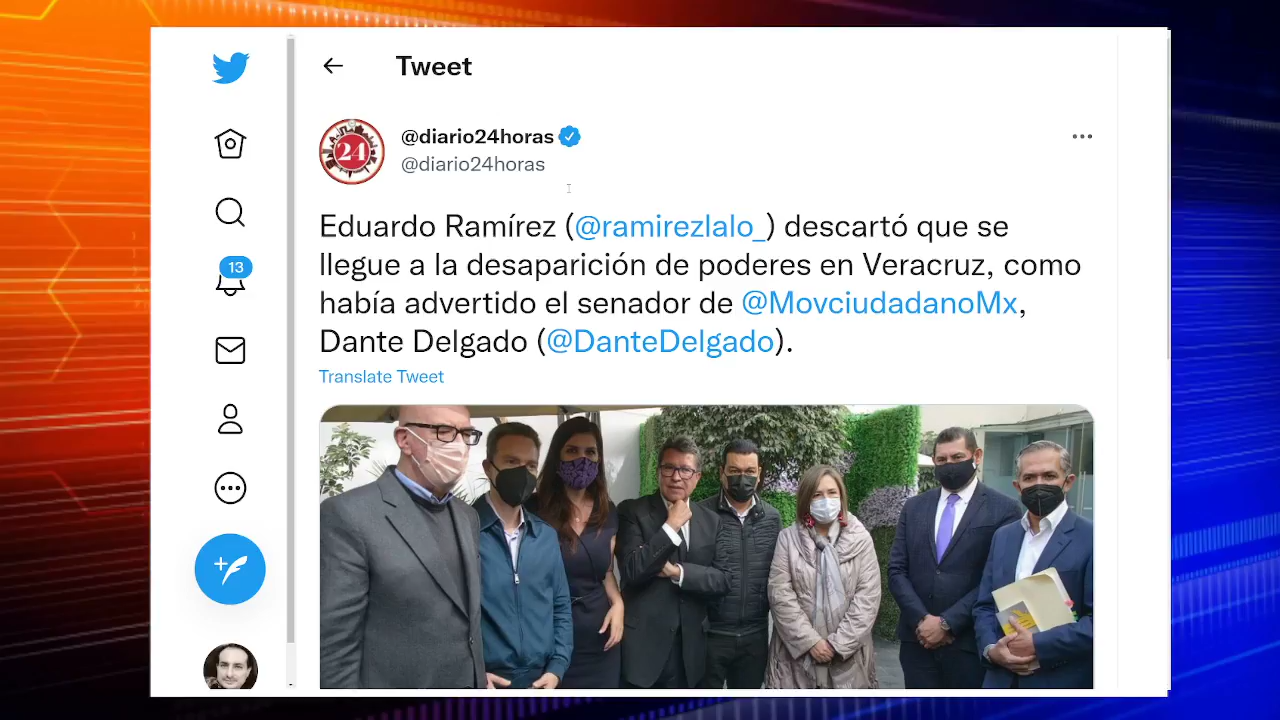 Tweet
24
@diario24horas
@diario24horas
13
Eduardo Ramírez (@ramirezlalo_) descartó que se
llegue a la desaparición de poderes en Veracruz, como
había advertido el senador de @MovciudadanoMx,
Dante Delgado (@DanteDelgado).
Translate Tweet